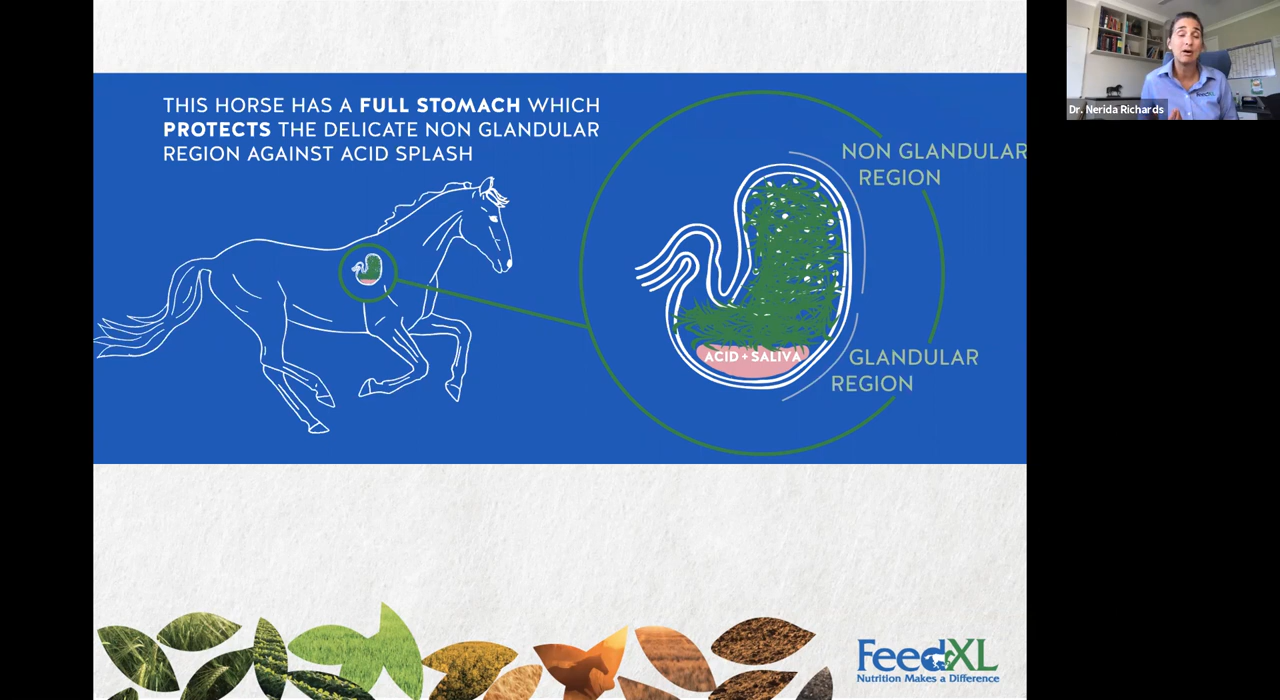 THIS HORSE HAS A FULL STOMACH WHICH
PROTECTS THE DELICATE NON GLANDULAR
REGION AGAINST ACID SPLASH
NON GLANDULAR
REGION
ACID + SALIVA
GLANDULAR
REGION
FeedXL
Nutrition Makes a Difference
Dr. Nerida Richards
FeedXL